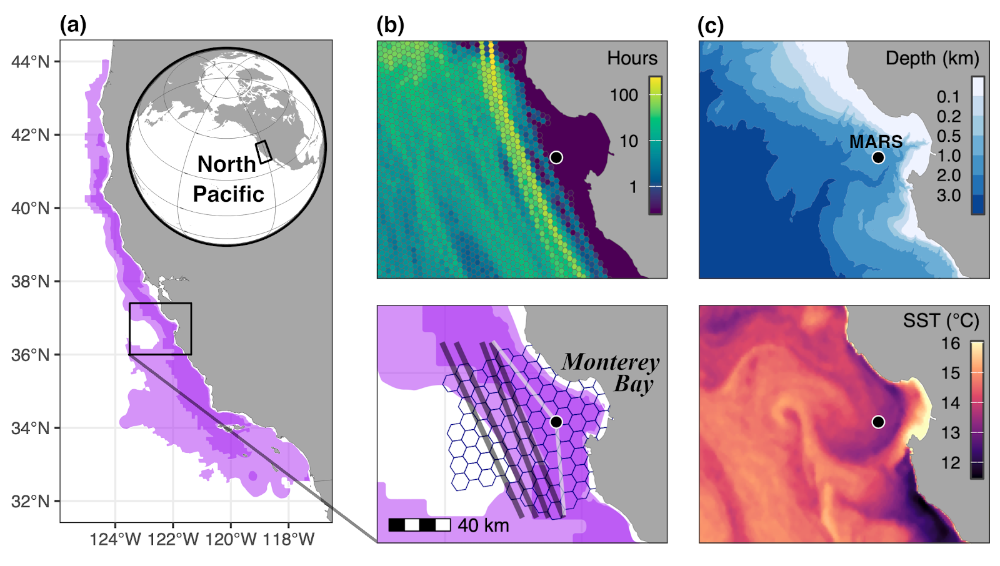 (a)
44°N
42°N
40°N
38°N
36°N
34°N
32°N
124°W
122°W
120°W
118°W
North
Pacific
(b)
Hours
100
10
1
Monterey
Bay
40 km
(c)
Depth (km)
0.1
0.2
0.5
1.0
2.0
3.0
MARS
SST (°C)
16
15
14
13
12